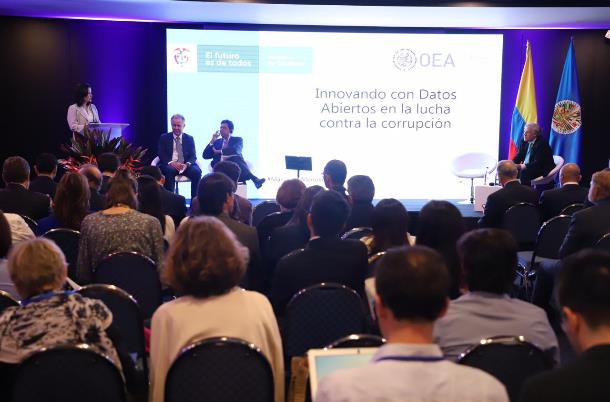 El futuro
es de todos
OEA
Innovando con Datos
Abiertos en la lucha
contra la corrupción